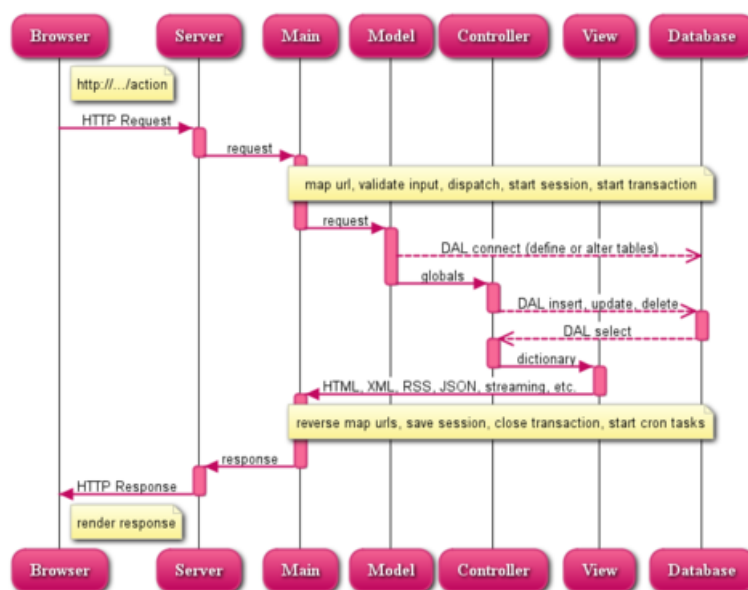 Browser Server Main Model Controller View Database
http://.../action
HTTP Request
request
map url, validate input, dispatch, start session, start transaction
request
DAL connect (define or alter tables)
globals
DAL insert, update, delete
DAL select
dictionary
HTML, XML, RSS, JSON, streaming, etc.
reverse map urls, save session, close transaction, start cron tasks
response
HTTP Response
render response
Browser Server Main Model Controller View Database